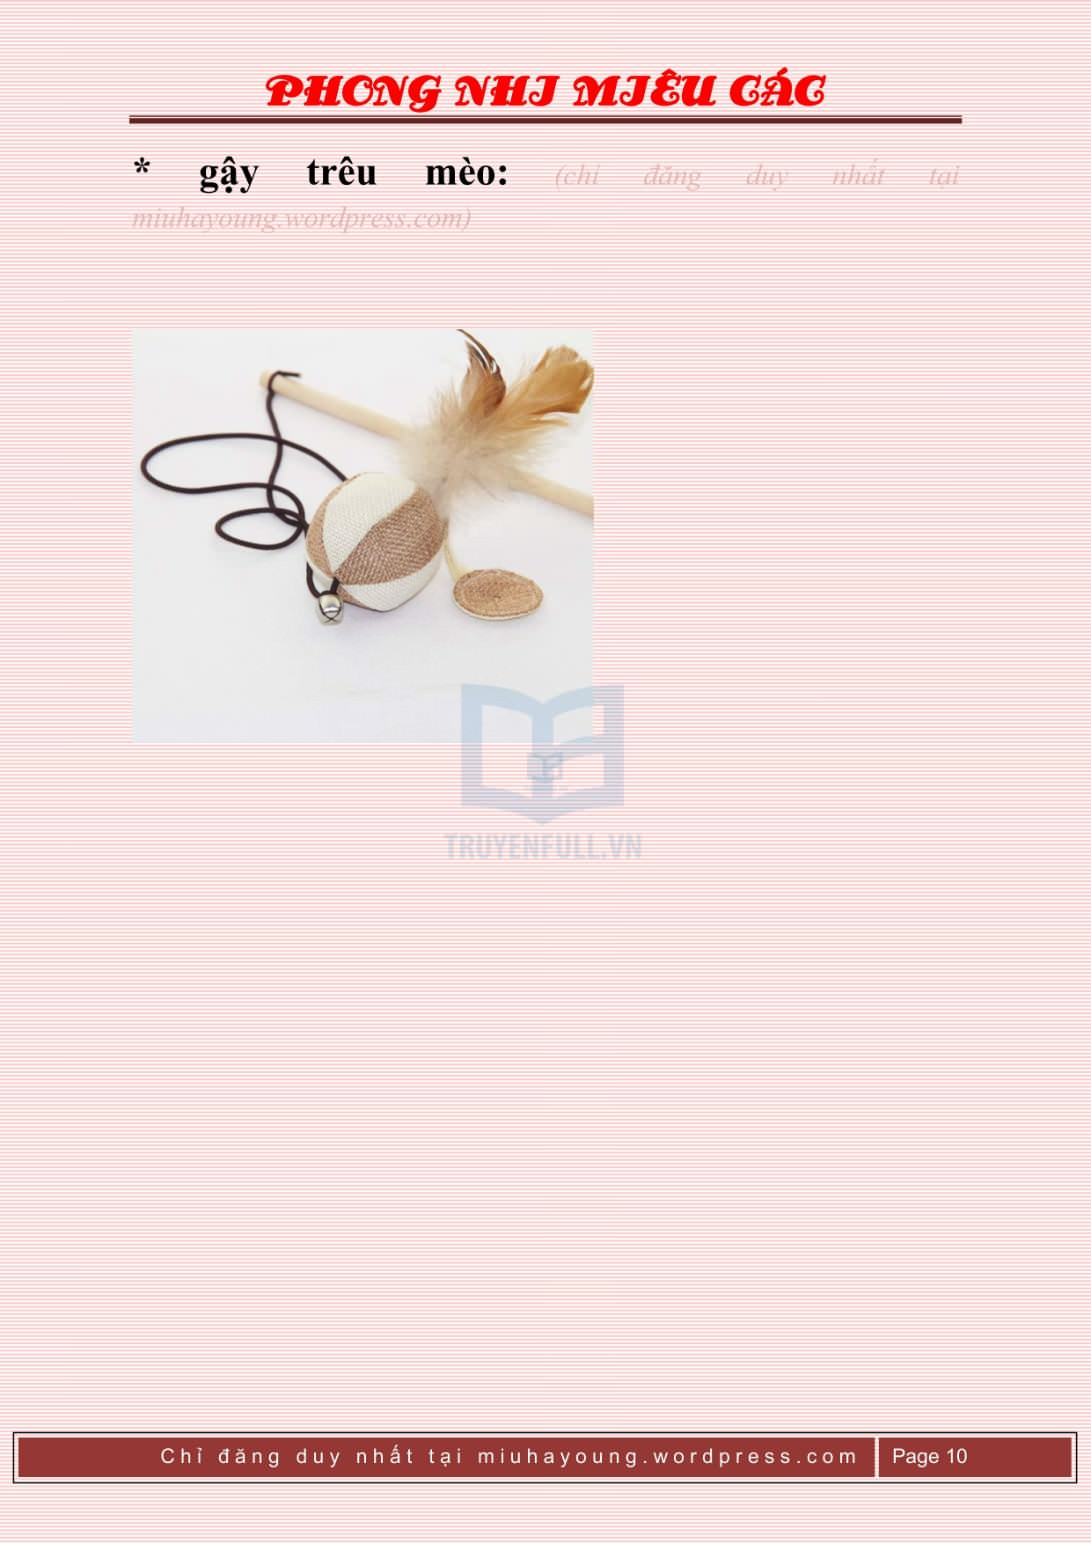 PHONG NHI MIÊU CÁC
* gậy trêu mèo: (chỉ đăng duy nhất tại
miuhayoung.wordpress.com)
TRUYENFULL.VN
Chỉ đăng duy nhất tại miuhayoung.wordpress.com Page 10